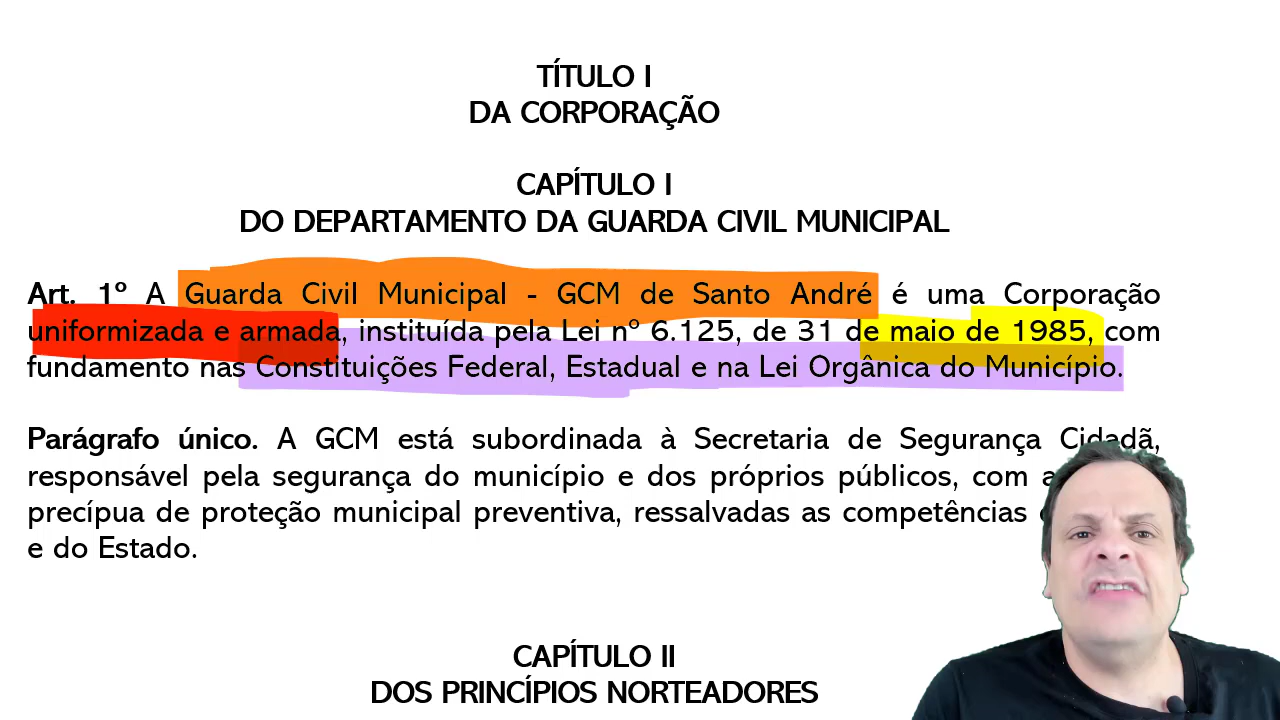 TÍTULO I
DA CORPORAÇÃO
CAPÍTULO I
DO DEPARTAMENTO DA GUARDA CIVIL MUNICIPAL
Art. 1º A Guarda Civil Municipal - GCM de Santo André é uma Corporação
uniformizada e armada, instituída pela Lei nº 6.125, de 31 de maio de 1985, com
fundamento nas Constituições Federal, Estadual e na Lei Orgânica do Município.
Parágrafo único. A GCM está subordinada à Secretaria de Segurança Cidadã,
responsável pela segurança do município e dos próprios públicos, com
precípua de proteção municipal preventiva, ressalvadas as competências
e do Estado.
CAPÍTULO II
DOS PRINCÍPIOS NORTEADORES